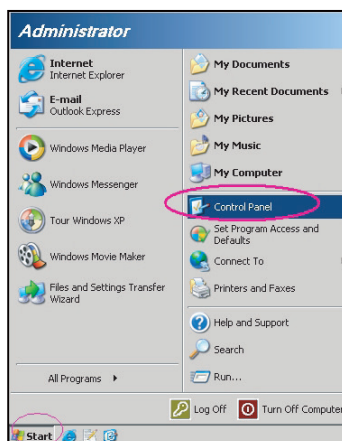 Administrator
Internet
Internet Explorer
E-mail
Outlook Express
Windows Media Player
Windows Messenger
Tour Windows XP
Windows Movie Maker
Files and Settings Transfer
Wizard
All Programs
My Documents
My Recent Documents
My Pictures
My Music
My Computer
Control Panel
Set Program Access and
Defaults
Connect To
Printers and Faxes
Help and Support
Search
Run...
Log Off
Turn Off Computer
Start